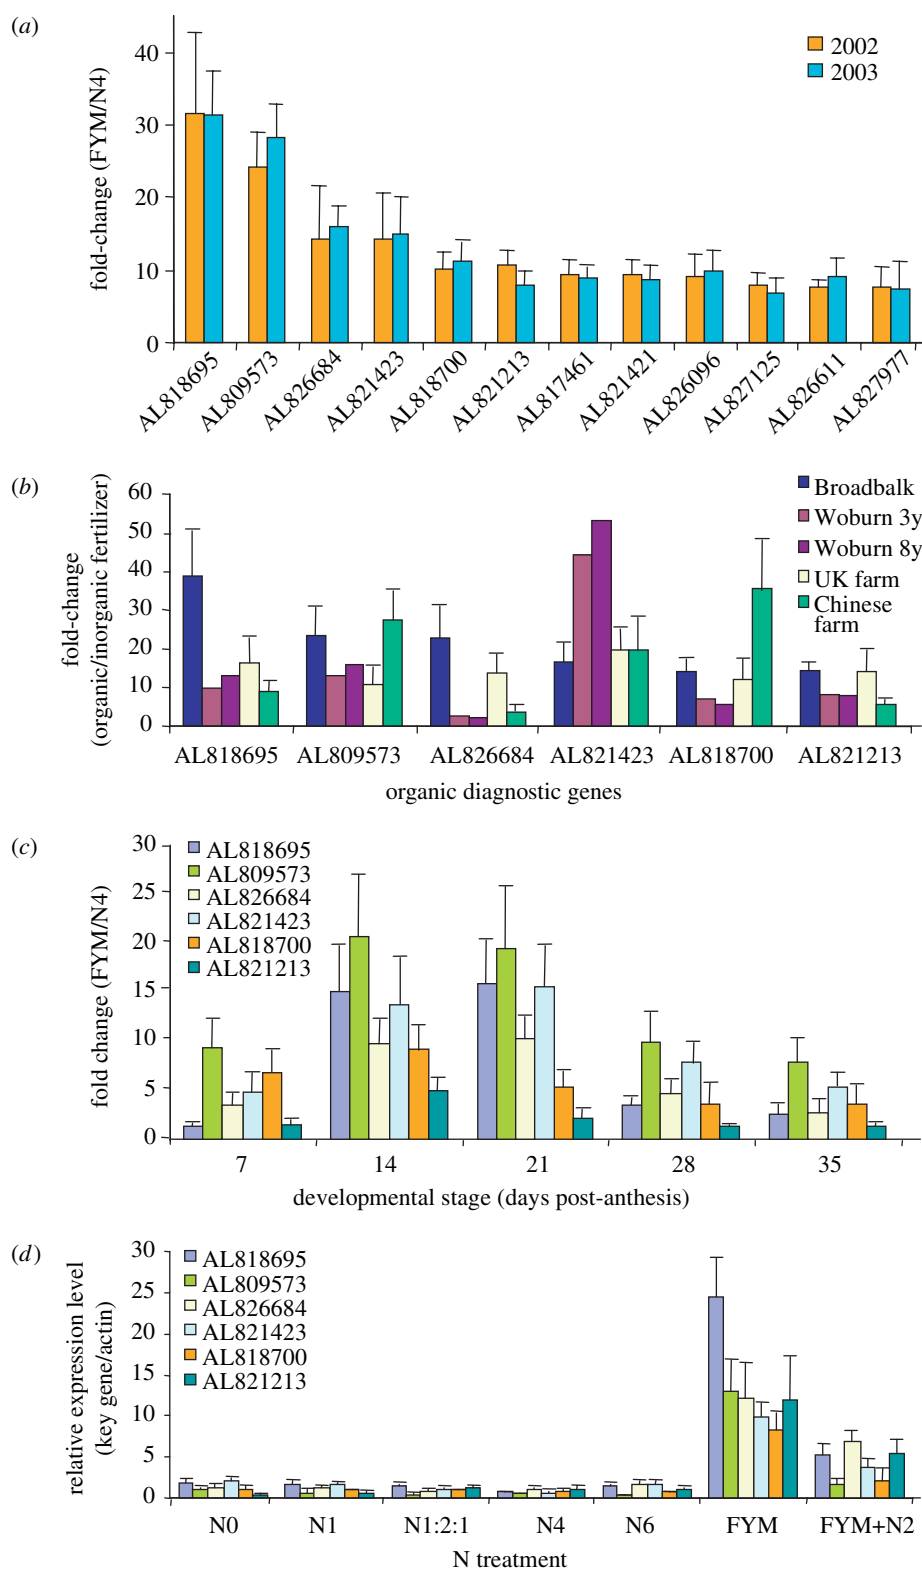 (a)
fold-change (FYM/N4)
40
30
20
10
0
2002
2003
AL818695
AL809573
AL826684
AL821423
AL818700
AL821213
AL817461
AL821421
AL826096
AL827125
AL826611
AL827977
(b)
fold-change
(organic/inorganic fertilizer)
60
50
40
30
20
10
0
Broadbalk
Woburn 3y
Woburn 8y
UK farm
Chinese
farm
AL818695 AL809573 AL826684 AL821423 AL818700 AL821213
organic diagnostic genes
(c)
fold change (FYM/N4)
30
25
20
15
10
5
0
AL818695
AL809573
AL826684
AL821423
AL818700
AL821213
7 14 21 28 35
developmental stage (days post-anthesis)
(d)
relative expression level
(key gene/actin)
30
25
20
15
10
5
0
AL818695
AL809573
AL826684
AL821423
AL818700
AL821213
N0 N1 N1:2:1 N4 N6 FYM FYM+N2
N treatment